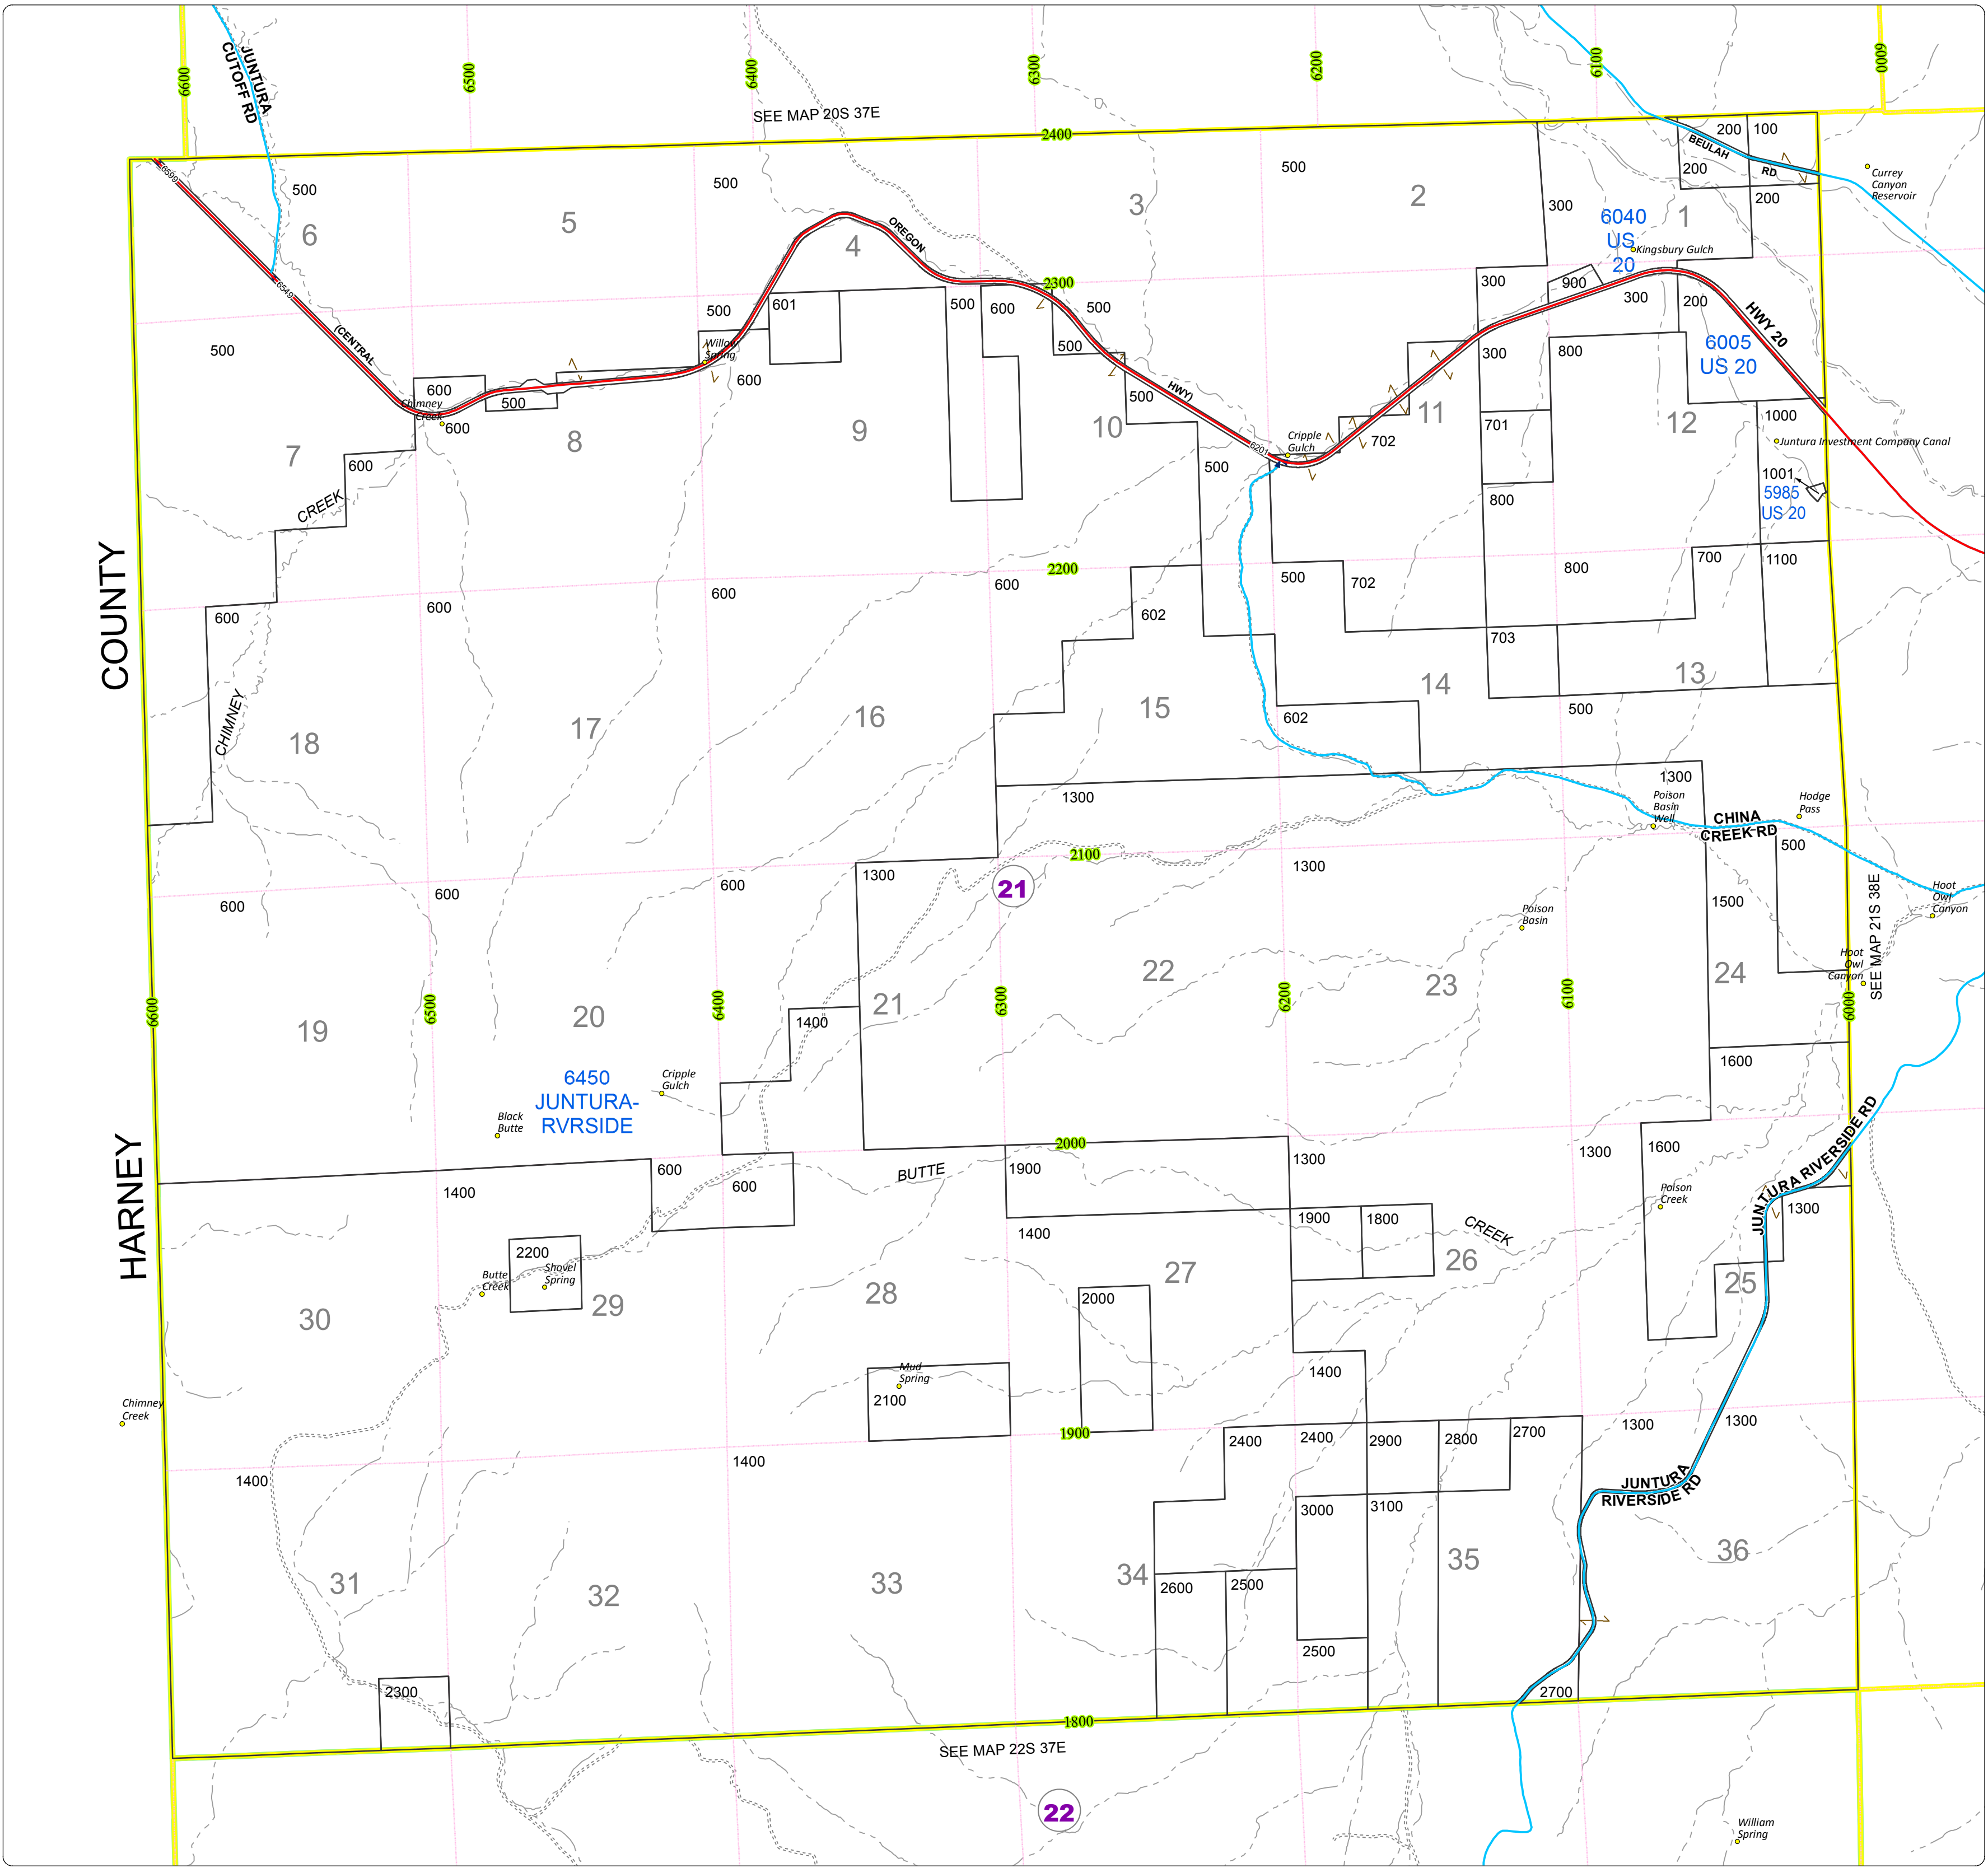 JUNTURA
CUTOFF RD
6600
6500
6400
6300
6200
6100
6000
SEE MAP 20S 37E
2400
6599
500
6
5
500
4
OREGON
3
500
2
300
200
100
BEULAH
RD
200
200
1
6040
US
20
Kingsbury Gulch
Currey
Canyon
Reservoir
6549
(CENTRAL
500
7
Chimney
Creek
600
600
500
8
500
Willow
Spring
600
601
9
500
600
2300
500
500
10
500
HWY)
6201
Cripple
Gulch
702
11
300
900
300
300
701
800
800
200
HWY 20
6005
US 20
12
1000
Juntura Investment Company Canal
1001
5985
US 20
600
CREEK
600
CHIMNEY
18
600
17
600
16
600
2200
602
15
500
500
702
602
14
703
800
700
1100
13
500
COUNTY
600
600
600
1300
1300
2100
21
1300
1300
Poison
Basin
Well
CHINA
CREEK RD
Hodge
Pass
500
Hoot
Owl
Canyon
1500
SEE MAP 21S 38E
Hoot
Owl
Canyon
Poison
Basin
6600
19
6500
20
6400
1400
21
6300
22
6200
23
6100
24
6000
6450
JUNTURA-
RVRSIDE
Cripple
Gulch
Black
Butte
1600
HARNEY
1400
600
600
BUTTE
2000
1900
1300
1300
1600
Poison
Creek
JUNTURA RIVERSIDE RD
1300
25
1400
1900
1800
CREEK
26
27
28
29
30
2200
Shovel
Spring
Butte
Creek
2000
Mud
Spring
2100
1400
Chimney
Creek
1900
1400
1400
2400
2400
2900
2800
2700
1300
1300
JUNTURA
RIVERSIDE RD
3000
3100
31
32
33
34
35
36
2600
2500
2500
2700
2300
1800
SEE MAP 22S 37E
22
William
Spring